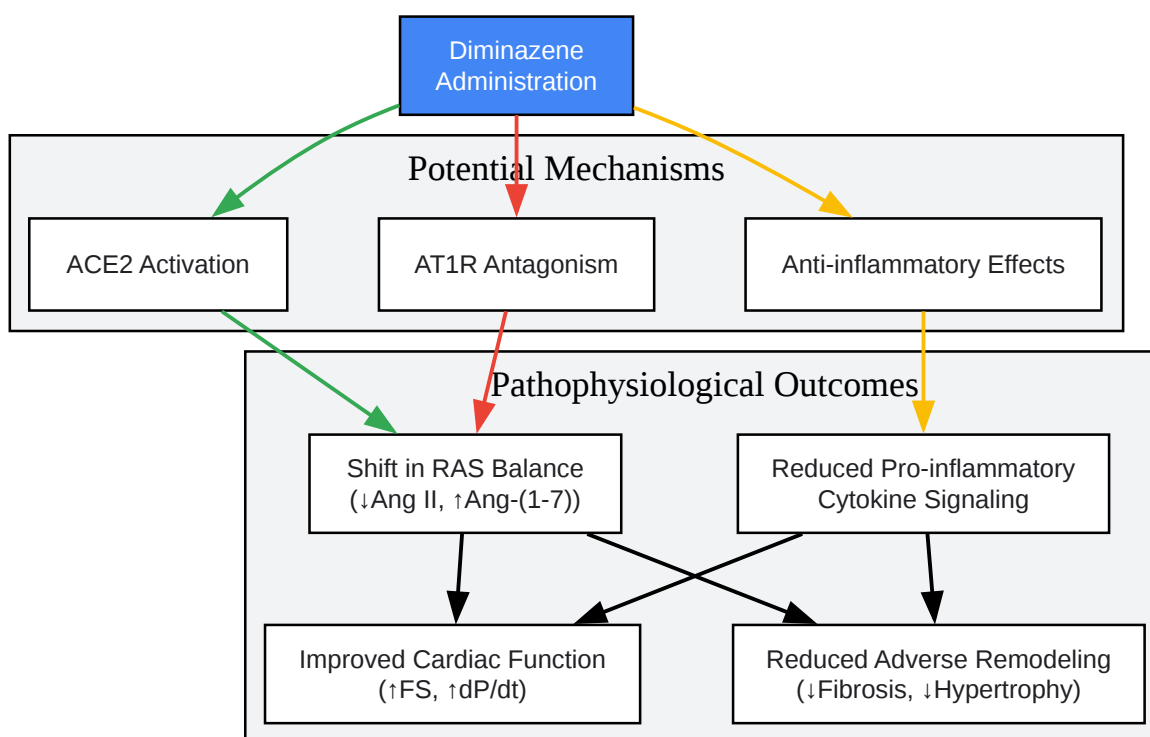 Diminazene
Administration
Potential Mechanisms
ACE2 Activation
AT1R Antagonism
Anti-inflammatory Effects
Pathophysiological Outcomes
Shift in RAS Balance
(↓Ang II, ↑Ang-(1-7))
Reduced Pro-inflammatory
Cytokine Signaling
Improved Cardiac Function
(↑FS, ↑dP/dt)
Reduced Adverse Remodeling
(↓Fibrosis, ↓Hypertrophy)